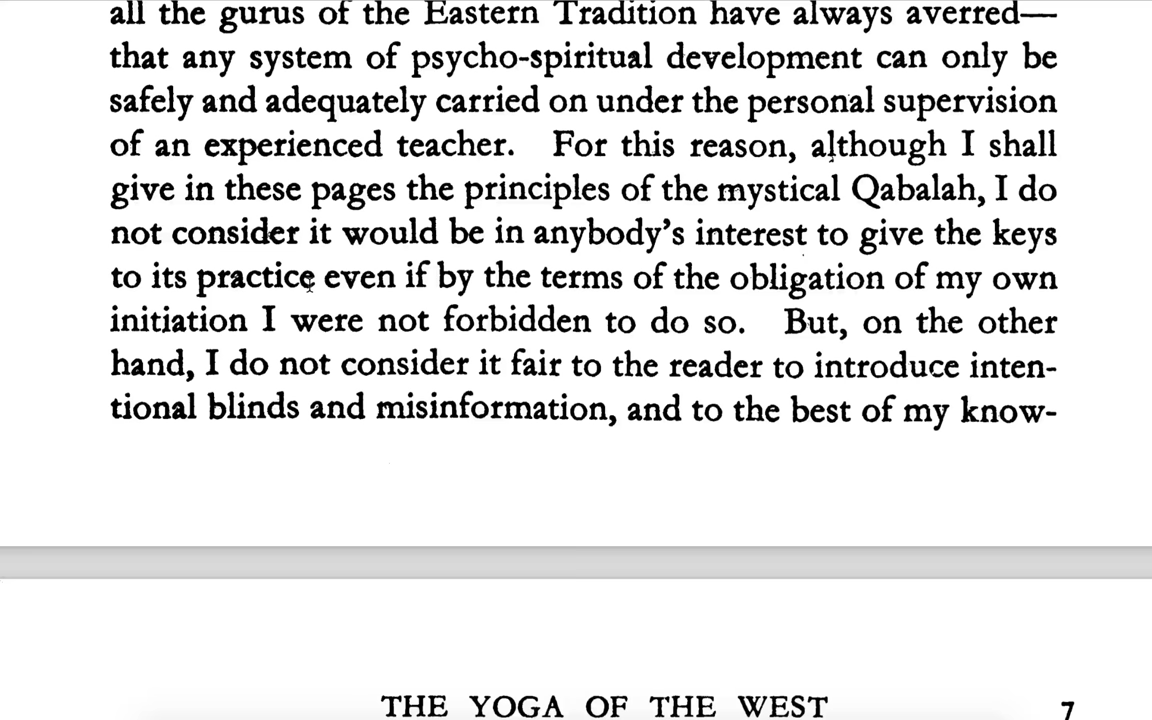 all the gurus of the Eastern Tradition have always averred—
that any system of psycho-spiritual development can only be
safely and adequately carried on under the personal supervision
of an experienced teacher. For this reason, although I shall
give in these pages the principles of the mystical Qabalah, I do
not consider it would be in anybody's interest to give the keys
to its practice even if by the terms of the obligation of my own
initiation I were not forbidden to do so. But, on the other
hand, I do not consider it fair to the reader to introduce inten-
tional blinds and misinformation, and to the best of my know-
THE YOGA OF THE WEST 7